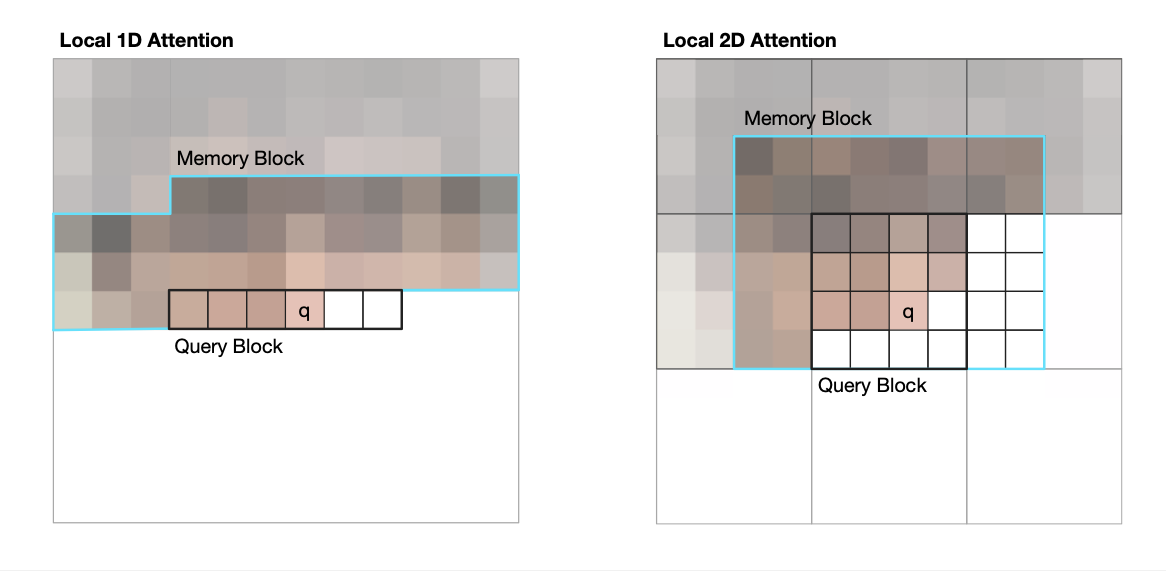 Local 1D Attention
Memory Block
q
Query Block
Local 2D Attention
Memory Block
q
Query Block